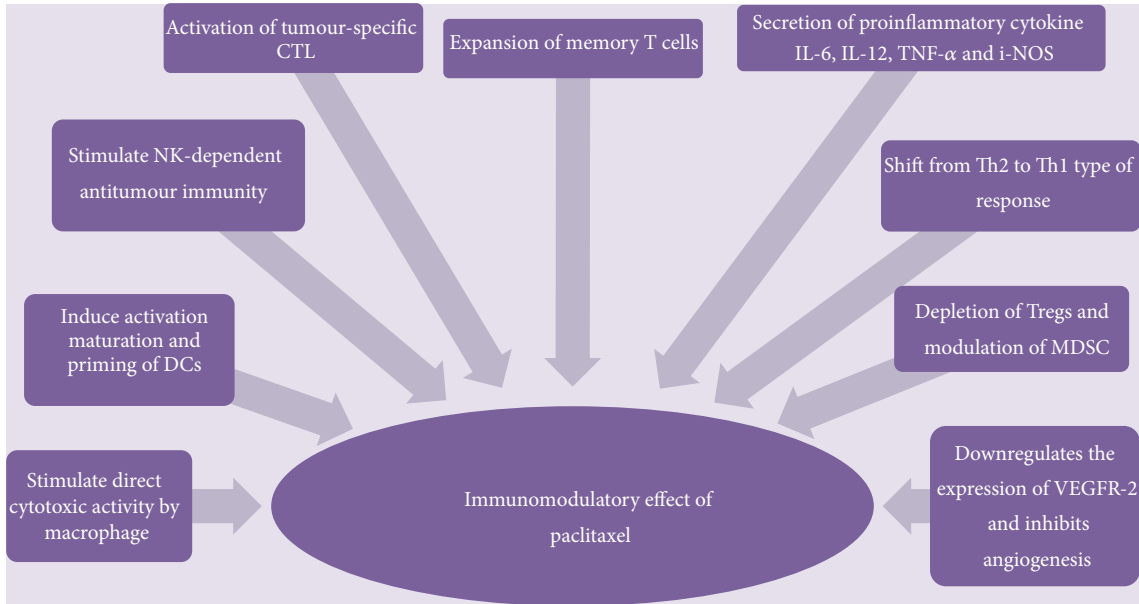 Activation of tumour-specific
CTL
Expansion of memory T cells
Secretion of proinflammatory cytokine
IL-6, IL-12, TNF-α and i-NOS
Stimulate NK-dependent
antitumour immunity
Shift from Th2 to Th1 type of
response
Induce activation
maturation and
priming of DCs
Depletion of Tregs and
modulation of MDSC
Stimulate direct
cytotoxic activity by
macrophage
Immunomodulatory effect of
paclitaxel
Downregulates the
expression of VEGFR-2
and inhibits
angiogenesis